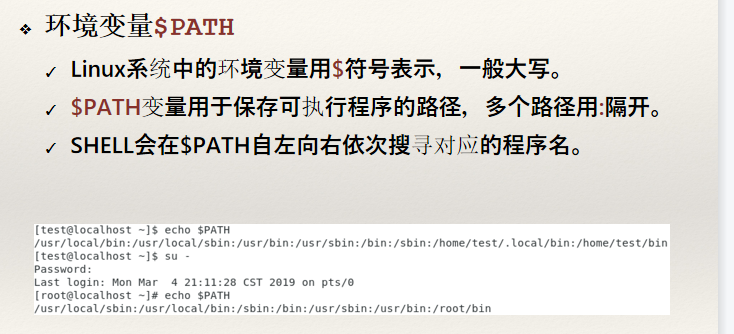 ❖ 环境变量$PATH
✓ Linux系统中的环境变量用$符号表示，一般大写。
✓ $PATH变量用于保存可执行程序的路径，多个路径用:隔开。
✓ SHELL会在$PATH自左向右依次搜寻对应的程序名。
[test@localhost ~]$ echo $PATH
/usr/local/bin:/usr/local/sbin:/usr/bin:/usr/sbin:/bin:/sbin:/home/test/.local/bin:/home/test/bin
[test@localhost ~]$ su -
Password:
Last login: Mon Mar  4 21:11:28 CST 2019 on pts/0
[root@localhost ~]# echo $PATH
/usr/local/sbin:/usr/local/bin:/sbin:/bin:/usr/sbin:/usr/bin:/root/bin